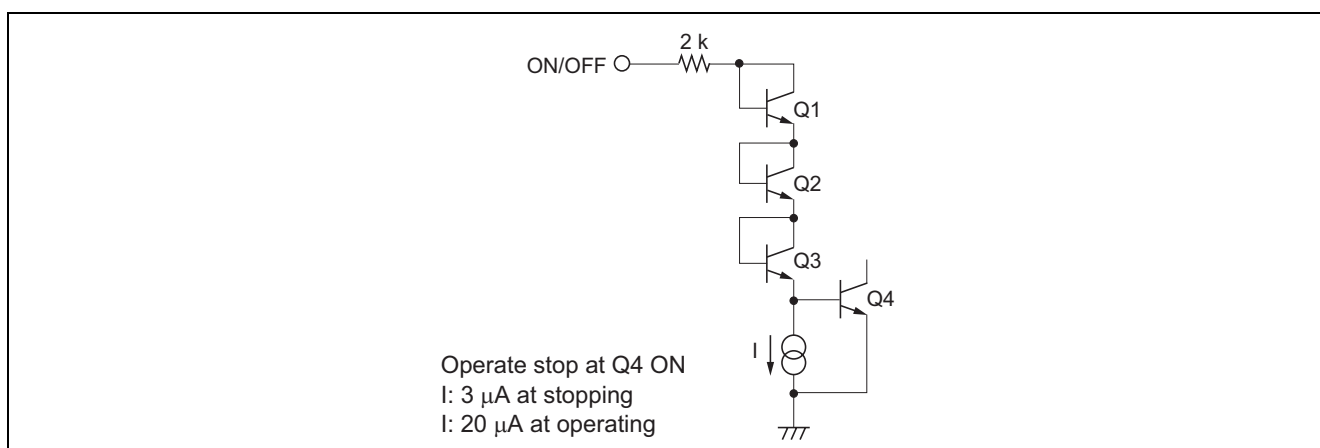 2 k
ON/OFF
Q1
Q2
Q3
Q4
I
Operate stop at Q4 ON
I: 3 μA at stopping
I: 20 μA at operating